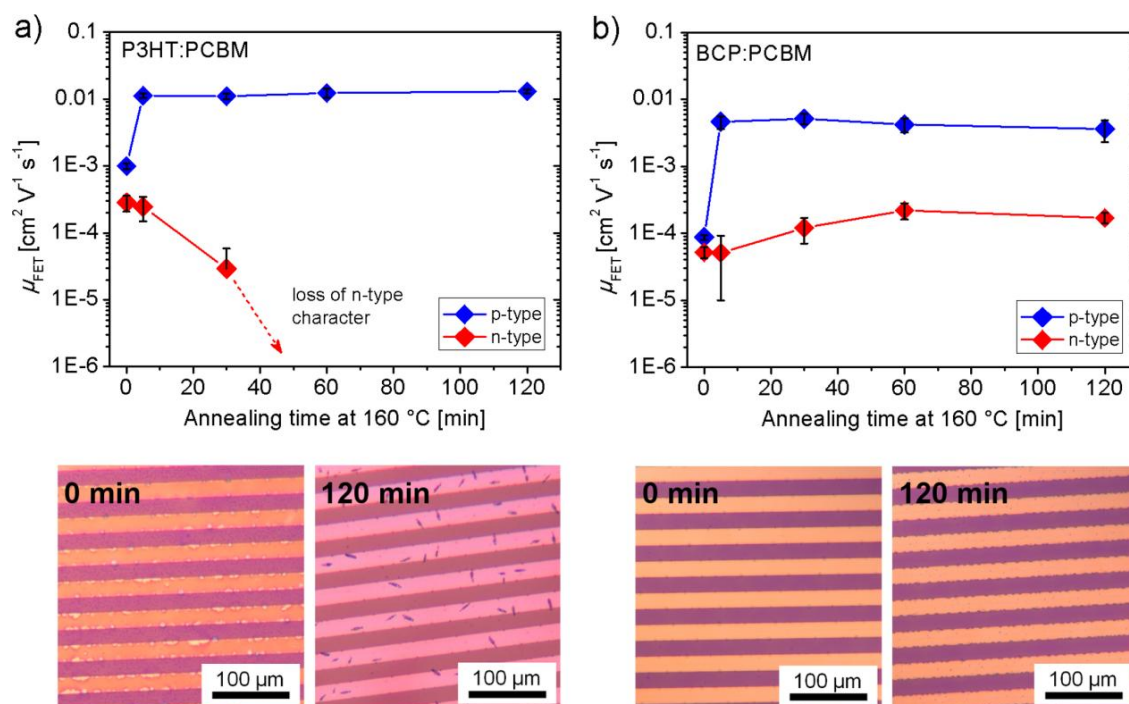 a)
P3HT:PCBM
0.1
0.01
1E-3
1E-4
1E-5
1E-6
μFET [cm² V⁻¹ s⁻¹]
loss of n-type
character
p-type
n-type
0 20 40 60 80 100 120
Annealing time at 160 °C [min]
b)
BCP:PCBM
0.1
0.01
1E-3
1E-4
1E-5
1E-6
μFET [cm² V⁻¹ s⁻¹]
p-type
n-type
0 20 40 60 80 100 120
Annealing time at 160 °C [min]
0 min
100 μm
120 min
100 μm
0 min
100 μm
120 min
100 μm